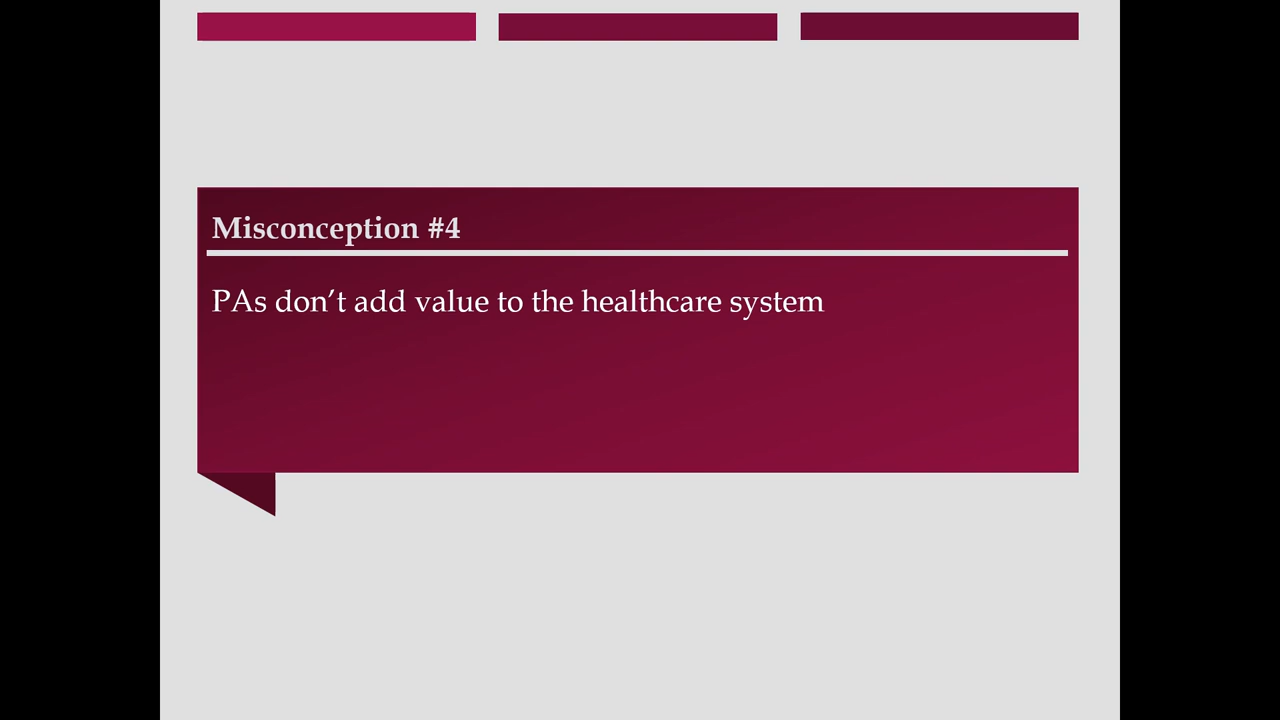 Misconception #4
PAs don’t add value to the healthcare system